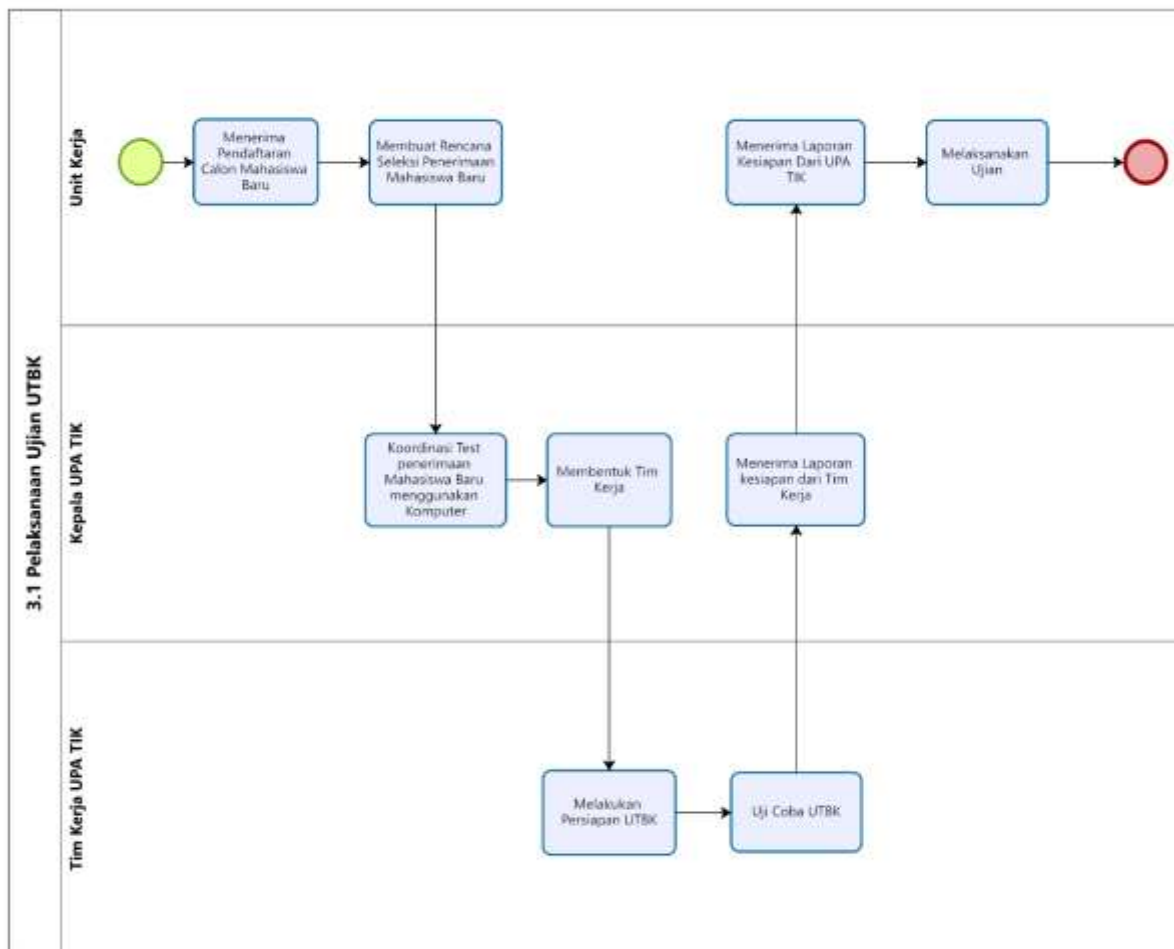 3.1 Pelaksanaan Ujian UTBK
Unit Kerja
Menerima
Pendaftaran
Calon Mahasiswa
Baru
Membuat Rencana
Seleksi Penerimaan
Mahasiswa Baru
Menerima Laporan
Kesiapan Dari UPA
TIK
Melaksanakan
Ujian
Kepala UPA TIK
Koordinasi Test
penerimaan
Mahasiswa Baru
menggunakan
Komputer
Membentuk Tim
Kerja
Menerima Laporan
kesiapan dari Tim
Kerja
Tim Kerja UPA TIK
Melakukan
Persiapan UTBK
Uji Coba UTBK